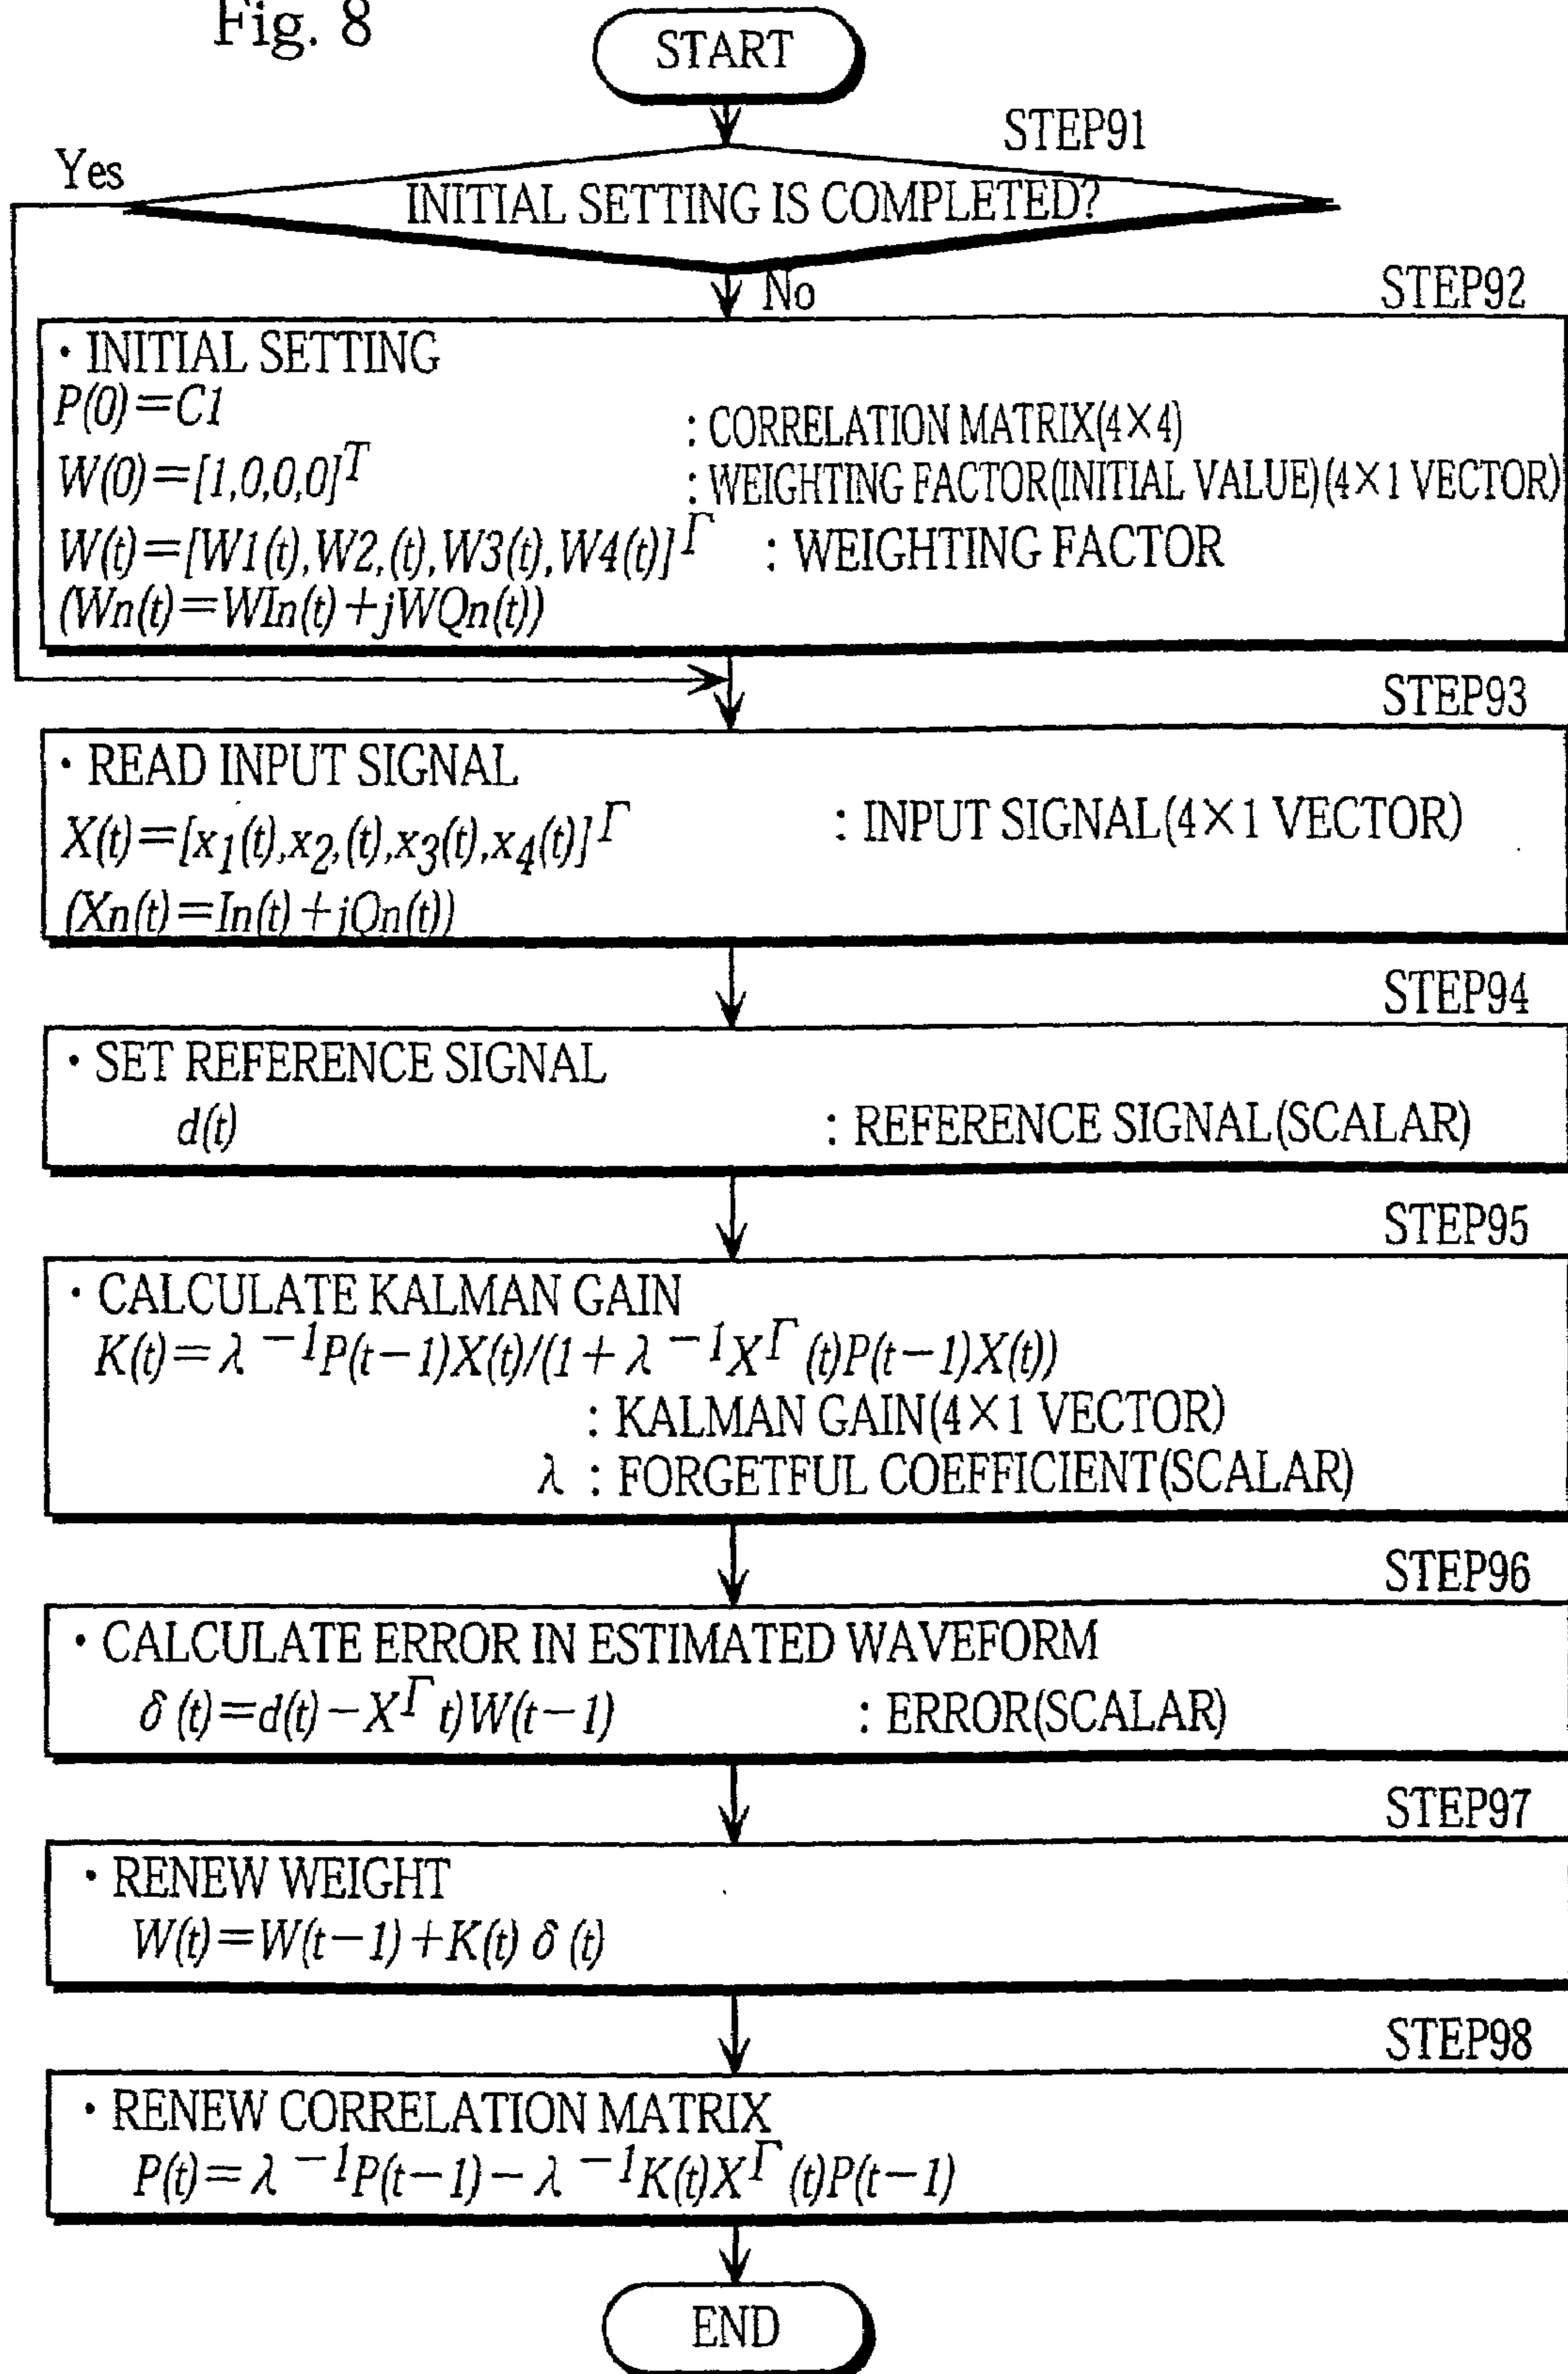 Fig. 8
START
STEP91
Yes
INITIAL SETTING IS COMPLETED?
No
STEP92
・INITIAL SETTING
P(0)=C1 : CORRELATION MATRIX(4×4)
W(0)=[1,0,0,0]^T : WEIGHTING FACTOR(INITIAL VALUE)(4×1 VECTOR)
W(t)=[W1(t),W2,(t),W3(t),W4(t)]^Γ : WEIGHTING FACTOR
(Wn(t)=WIn(t)+jWQn(t))
STEP93
・READ INPUT SIGNAL
X(t)=[x1(t),x2,(t),x3(t),x4(t)]^Γ : INPUT SIGNAL(4×1 VECTOR)
(Xn(t)=In(t)+jQn(t))
STEP94
・SET REFERENCE SIGNAL
d(t) : REFERENCE SIGNAL(SCALAR)
STEP95
・CALCULATE KALMAN GAIN
K(t)=λ^−1P(t−1)X(t)/(1+λ^−1X^Γ(t)P(t−1)X(t))
: KALMAN GAIN(4×1 VECTOR)
λ : FORGETFUL COEFFICIENT(SCALAR)
STEP96
・CALCULATE ERROR IN ESTIMATED WAVEFORM
δ(t)=d(t)−X^Γ t)W(t−1) : ERROR(SCALAR)
STEP97
・RENEW WEIGHT
W(t)=W(t−1)+K(t)δ(t)
STEP98
・RENEW CORRELATION MATRIX
P(t)=λ^−1P(t−1)−λ^−1K(t)X^Γ(t)P(t−1)
END